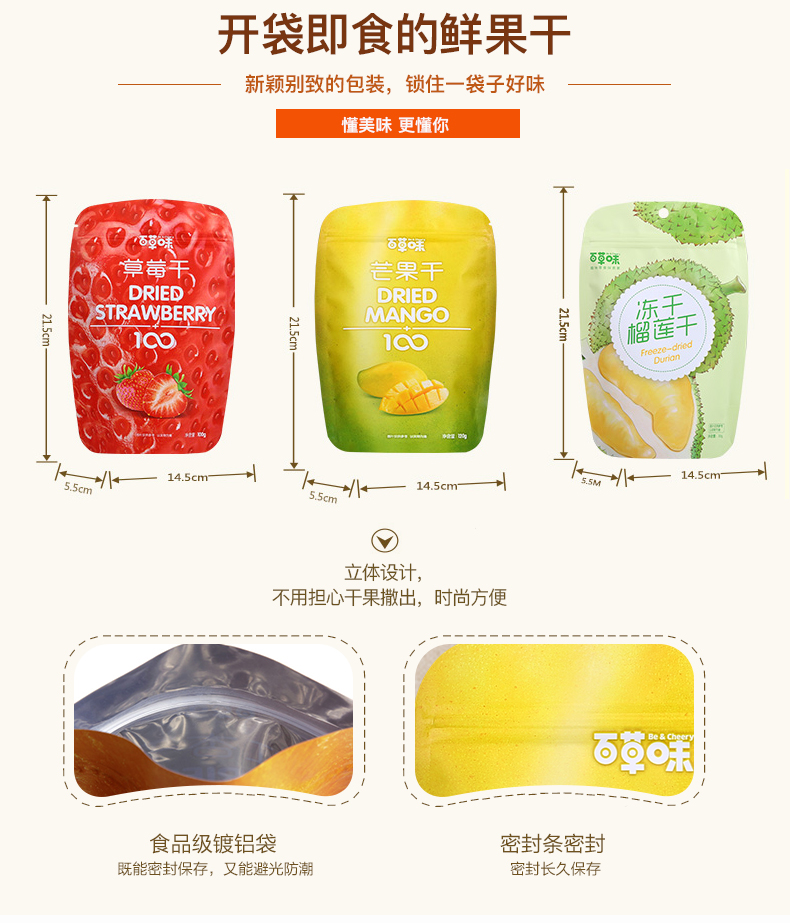 开袋即食的鲜果干
新颖别致的包装，锁住一袋子好味
懂美味 更懂你
21.5cm
百草味
草莓干
DRIED
STRAWBERRY
100
100g
5.5cm
14.5cm
21.5cm
百草味
芒果干
DRIED
MANGO
100
120g
5.5cm
14.5cm
21.5cm
百草味
冻干
榴莲干
Freeze-dried
Durian
5.5M
14.5cm
立体设计，
不用担心干果撒出，时尚方便
Be & Cheery
百草味
食品级镀铝袋
既能密封保存，又能避光防潮
密封条密封
密封长久保存